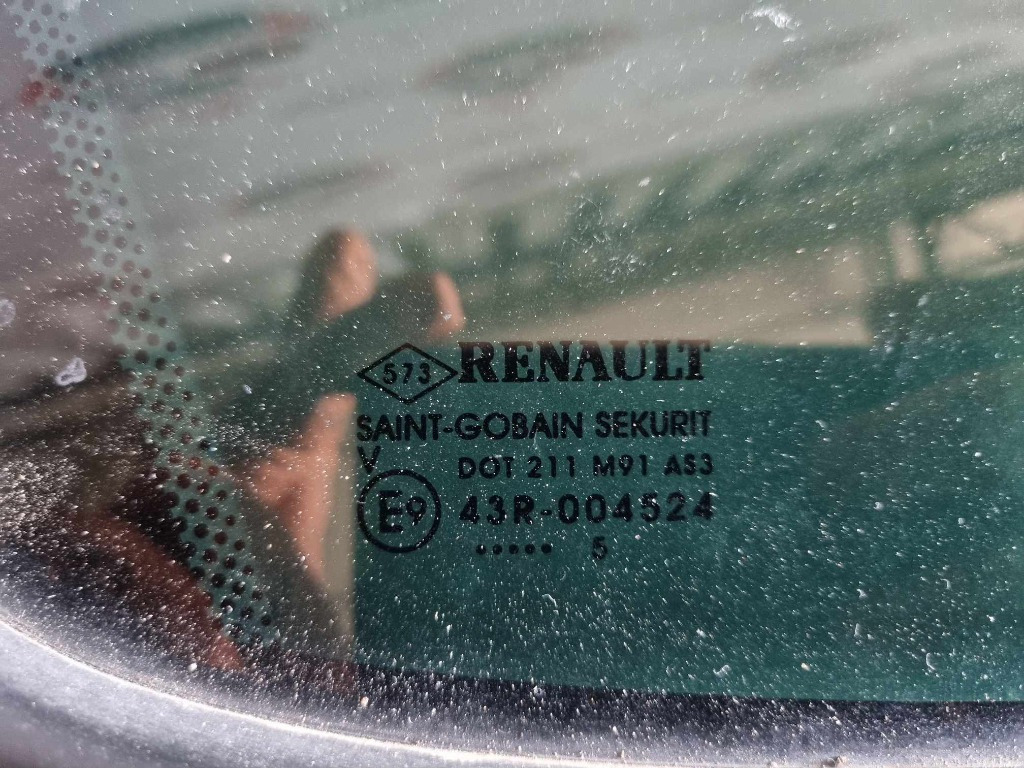 573 RENAULT
SAINT-GOBAIN SEKURIT
V DOT 211 M91 AS3
E9 43R-004524
••••• 5